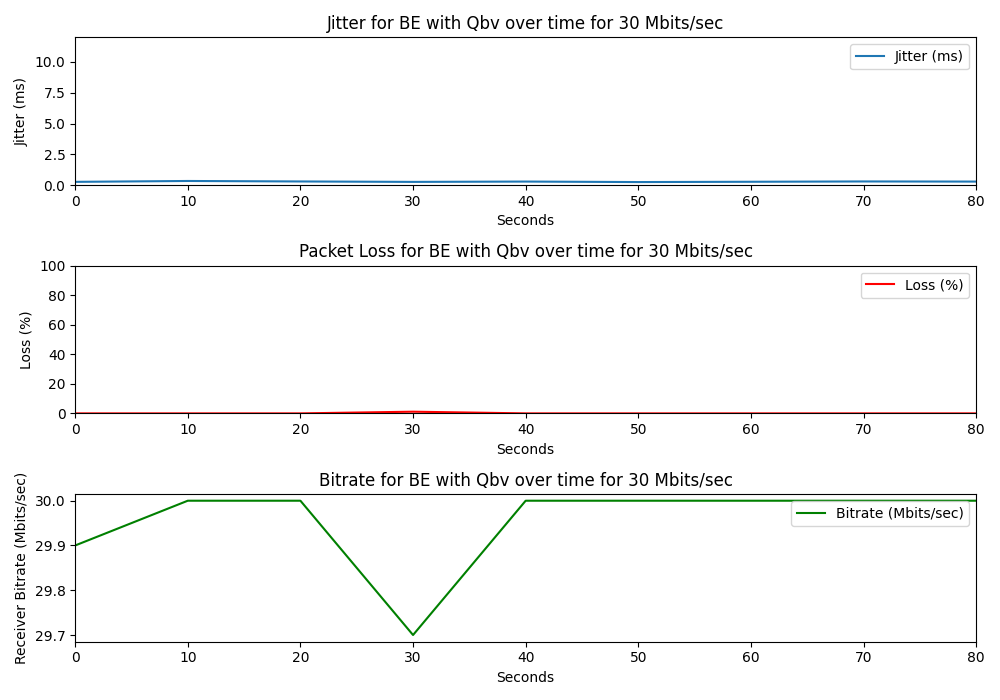 Jitter for BE with Qbv over time for 30 Mbits/sec
Jitter (ms)
10.0
7.5
5.0
2.5
0.0
Jitter (ms)
0 10 20 30 40 50 60 70 80
Seconds
Packet Loss for BE with Qbv over time for 30 Mbits/sec
Loss (%)
100
80
60
40
20
0
Loss (%)
0 10 20 30 40 50 60 70 80
Seconds
Bitrate for BE with Qbv over time for 30 Mbits/sec
Receiver Bitrate (Mbits/sec)
30.0
29.9
29.8
29.7
Bitrate (Mbits/sec)
0 10 20 30 40 50 60 70 80
Seconds